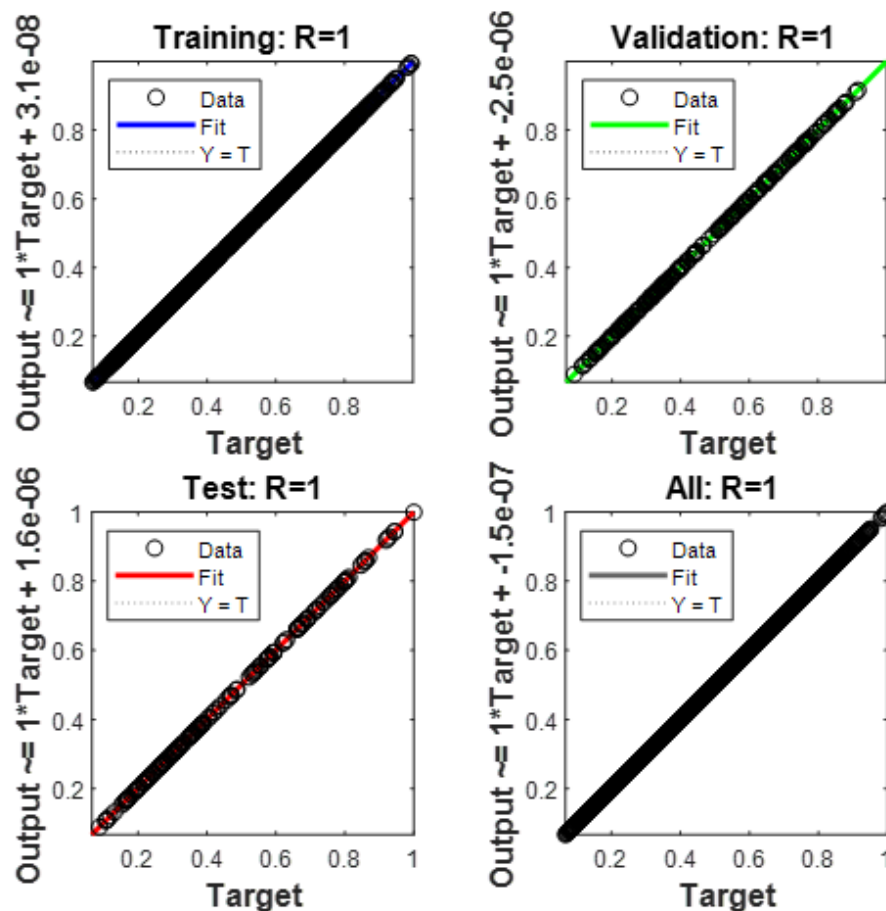 Training: R=1
Output ~= 1*Target + 3.1e-08
Data
Fit
Y = T
0.8
0.6
0.4
0.2
0.2
0.4
0.6
0.8
Target
Validation: R=1
Output ~= 1*Target + -2.5e-06
Data
Fit
Y = T
0.8
0.6
0.4
0.2
0.2
0.4
0.6
0.8
Target
Test: R=1
Output ~= 1*Target + 1.6e-06
Data
Fit
Y = T
1
0.8
0.6
0.4
0.2
0.2
0.4
0.6
0.8
1
Target
All: R=1
Output ~= 1*Target + -1.5e-07
Data
Fit
Y = T
1
0.8
0.6
0.4
0.2
0.2
0.4
0.6
0.8
1
Target